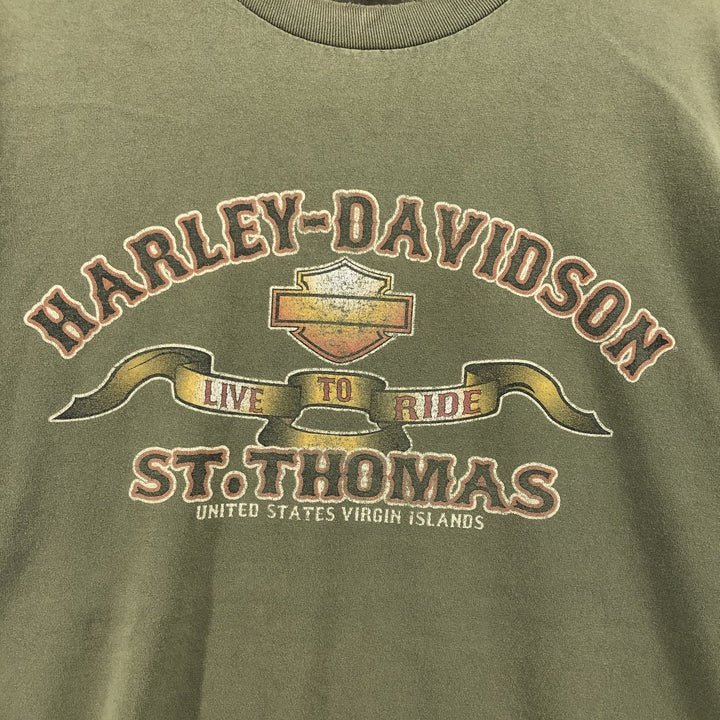 HARLEY-DAVIDSON
LIVE TO RIDE
ST. THOMAS
UNITED STATES VIRGIN ISLANDS